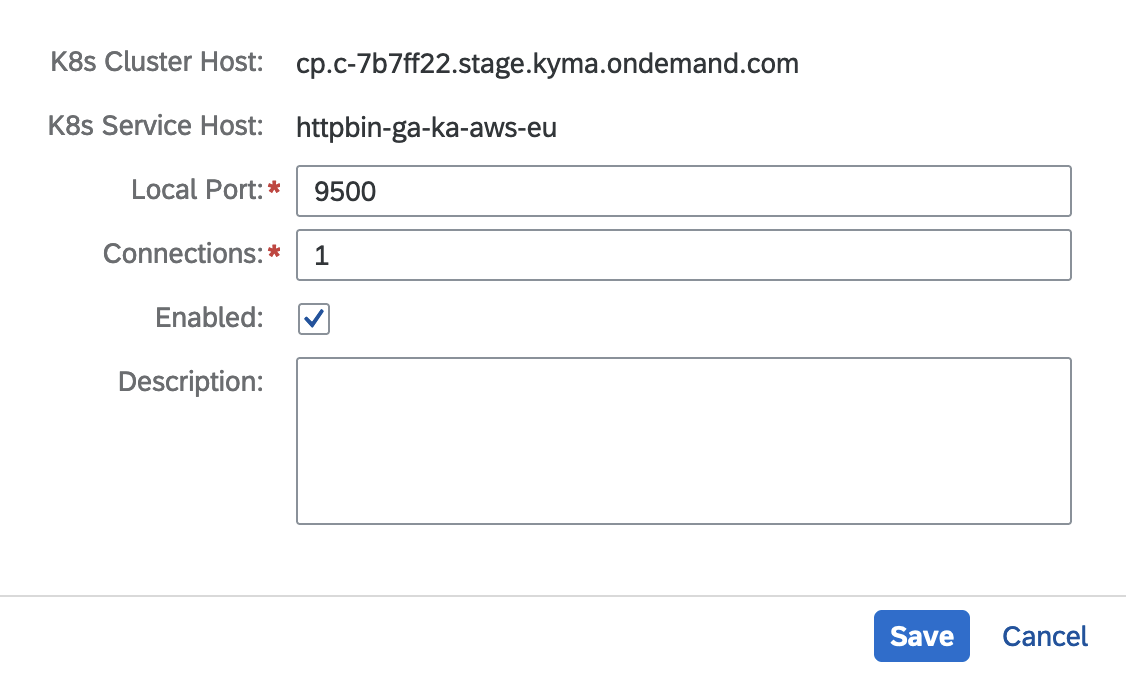 K8s Cluster Host: cp.c-7b7ff22.stage.kyma.ondemand.com
K8s Service Host: httpbin-ga-ka-aws-eu
Local Port:* 9500
Connections:* 1
Enabled:
Description:
Save Cancel